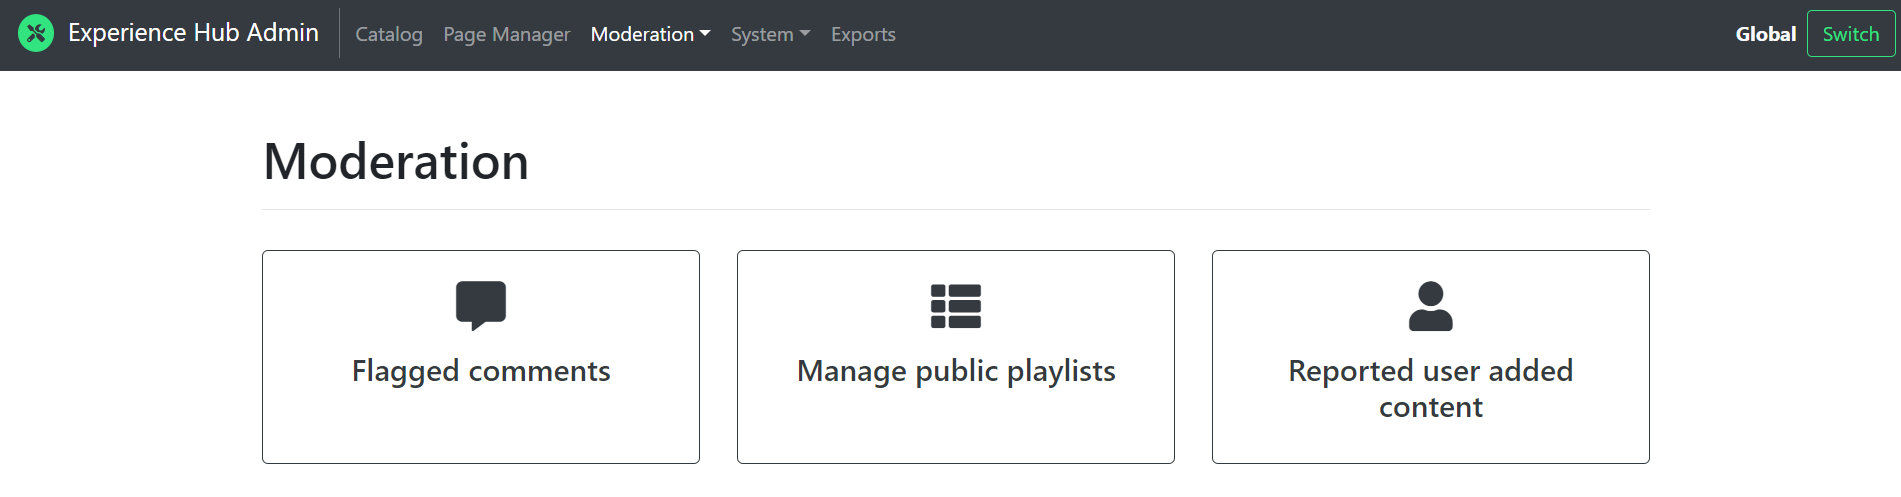 Experience Hub Admin Catalog Page Manager Moderation System Exports Global Switch
Moderation
Flagged comments
Manage public playlists
Reported user added
content